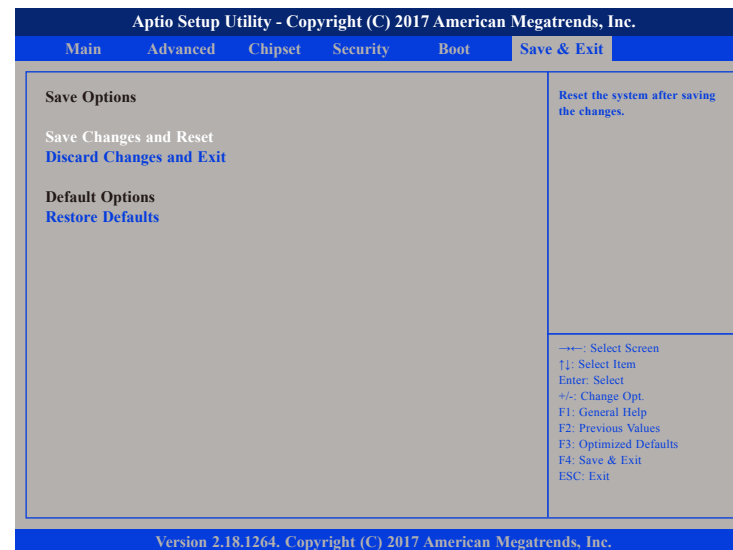 Aptio Setup Utility - Copyright (C) 2017 American Megatrends, Inc.
Main Advanced Chipset Security Boot Save & Exit
Save Options
Save Changes and Reset
Discard Changes and Exit
Default Options
Restore Defaults
Reset the system after saving
the changes.
→←: Select Screen
↑↓: Select Item
Enter: Select
+/-: Change Opt.
F1: General Help
F2: Previous Values
F3: Optimized Defaults
F4: Save & Exit
ESC: Exit
Version 2.18.1264. Copyright (C) 2017 American Megatrends, Inc.